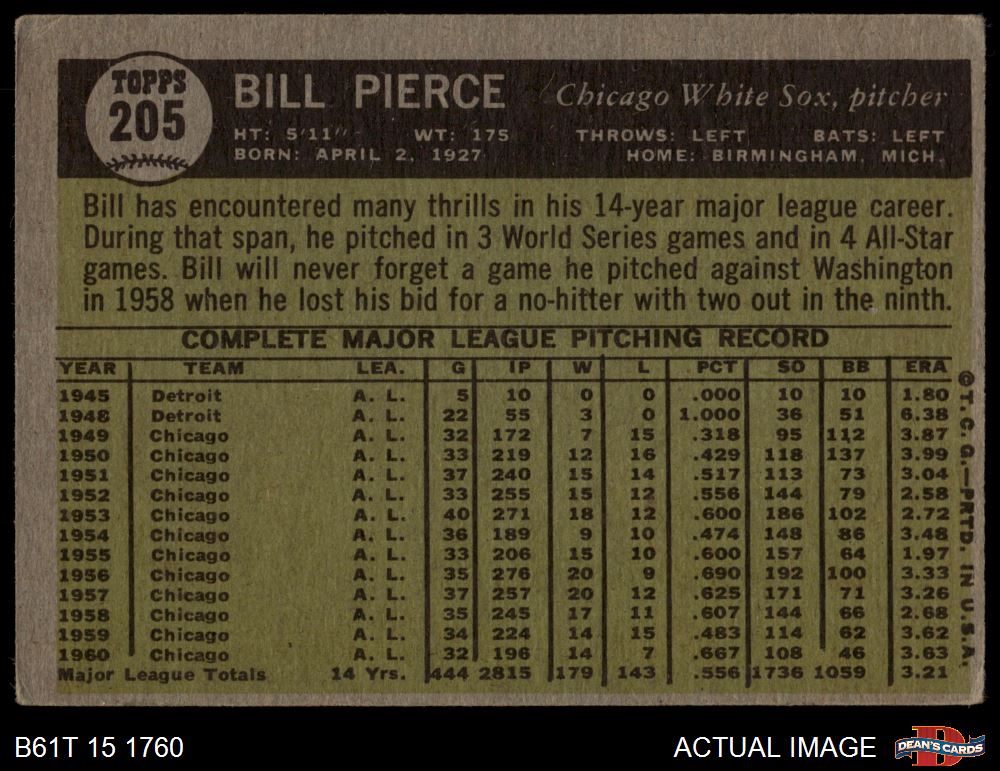 TOPPS
205
BILL PIERCE Chicago White Sox, pitcher
HT: 5'11" WT: 175 THROWS: LEFT BATS: LEFT
BORN: APRIL 2, 1927 HOME: BIRMINGHAM, MICH.
Bill has encountered many thrills in his 14-year major league career.
During that span, he pitched in 3 World Series games and in 4 All-Star
games. Bill will never forget a game he pitched against Washington
in 1958 when he lost his bid for a no-hitter with two out in the ninth.
COMPLETE MAJOR LEAGUE PITCHING RECORD
YEAR TEAM LEA. G IP W L PCT SO BB ERA
1945 Detroit A. L. 5 10 0 0 .000 10 10 1.80
1948 Detroit A. L. 22 55 3 0 1.000 36 51 6.38
1949 Chicago A. L. 32 172 7 15 .318 95 112 3.87
1950 Chicago A. L. 33 219 12 16 .429 118 137 3.99
1951 Chicago A. L. 37 240 15 14 .517 113 73 3.04
1952 Chicago A. L. 33 255 15 12 .556 144 79 2.58
1953 Chicago A. L. 40 271 18 12 .600 186 102 2.72
1954 Chicago A. L. 36 189 9 10 .474 148 86 3.48
1955 Chicago A. L. 33 206 15 10 .600 157 64 1.97
1956 Chicago A. L. 35 276 20 9 .690 192 100 3.33
1957 Chicago A. L. 37 257 20 12 .625 171 71 3.26
1958 Chicago A. L. 35 245 17 11 .607 144 66 2.68
1959 Chicago A. L. 34 224 14 15 .483 114 62 3.62
1960 Chicago A. L. 32 196 14 7 .667 108 46 3.63
Major League Totals 14 Yrs. 444 2815 179 143 .556 1736 1059 3.21
© T. C. G.—PRTD. IN U.S.A.
B61T 15 1760 ACTUAL IMAGE DEAN'S CARDS